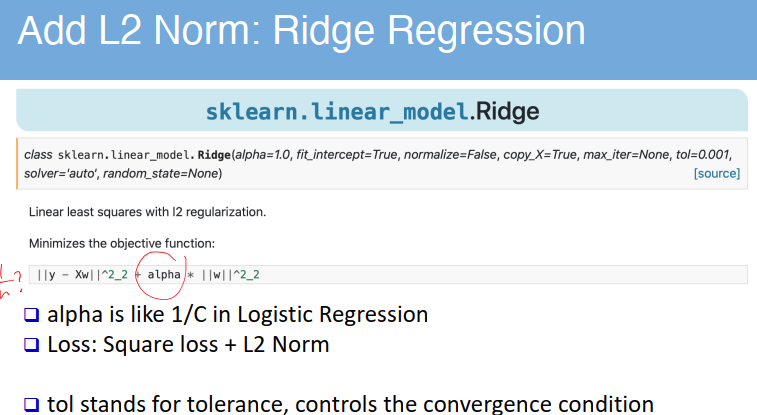 Add L2 Norm: Ridge Regression
sklearn.linear_model.Ridge
class sklearn.linear_model.Ridge(alpha=1.0, fit_intercept=True, normalize=False, copy_X=True, max_iter=None, tol=0.001,
solver='auto', random_state=None) [source]
Linear least squares with l2 regularization.
Minimizes the objective function:
||y - Xw||^2_2 + alpha * ||w||^2_2
alpha is like 1/C in Logistic Regression
Loss: Square loss + L2 Norm
tol stands for tolerance, controls the convergence condition